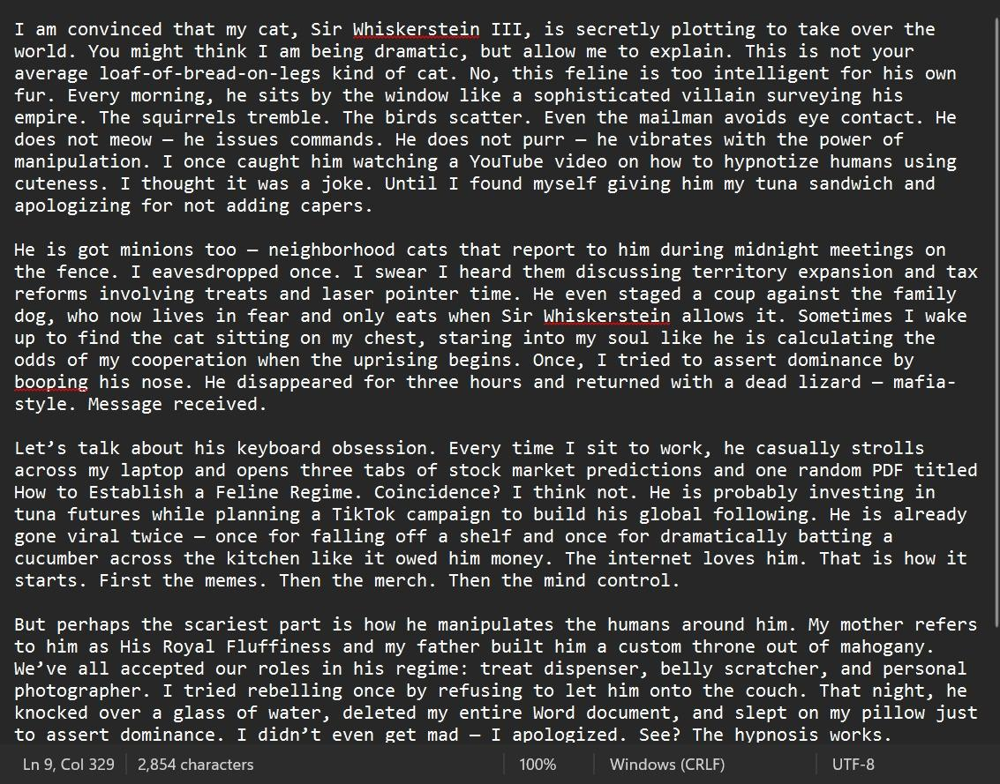 I am convinced that my cat, Sir Whiskerstein III, is secretly plotting to take over the
world. You might think I am being dramatic, but allow me to explain. This is not your
average loaf-of-bread-on-legs kind of cat. No, this feline is too intelligent for his own
fur. Every morning, he sits by the window like a sophisticated villain surveying his
empire. The squirrels tremble. The birds scatter. Even the mailman avoids eye contact. He
does not meow — he issues commands. He does not purr — he vibrates with the power of
manipulation. I once caught him watching a YouTube video on how to hypnotize humans using
cuteness. I thought it was a joke. Until I found myself giving him my tuna sandwich and
apologizing for not adding capers.

He is got minions too — neighborhood cats that report to him during midnight meetings on
the fence. I eavesdropped once. I swear I heard them discussing territory expansion and tax
reforms involving treats and laser pointer time. He even staged a coup against the family
dog, who now lives in fear and only eats when Sir Whiskerstein allows it. Sometimes I wake
up to find the cat sitting on my chest, staring into my soul like he is calculating the
odds of my cooperation when the uprising begins. Once, I tried to assert dominance by
booping his nose. He disappeared for three hours and returned with a dead lizard — mafia-
style. Message received.

Let’s talk about his keyboard obsession. Every time I sit to work, he casually strolls
across my laptop and opens three tabs of stock market predictions and one random PDF titled
How to Establish a Feline Regime. Coincidence? I think not. He is probably investing in
tuna futures while planning a TikTok campaign to build his global following. He is already
gone viral twice — once for falling off a shelf and once for dramatically batting a
cucumber across the kitchen like it owed him money. The internet loves him. That is how it
starts. First the memes. Then the merch. Then the mind control.

But perhaps the scariest part is how he manipulates the humans around him. My mother refers
to him as His Royal Fluffiness and my father built him a custom throne out of mahogany.
We’ve all accepted our roles in his regime: treat dispenser, belly scratcher, and personal
photographer. I tried rebelling once by refusing to let him onto the couch. That night, he
knocked over a glass of water, deleted my entire Word document, and slept on my pillow just
to assert dominance. I didn’t even get mad — I apologized. See? The hypnosis works.
Ln 9, Col 329 2,854 characters 100% Windows (CRLF) UTF-8